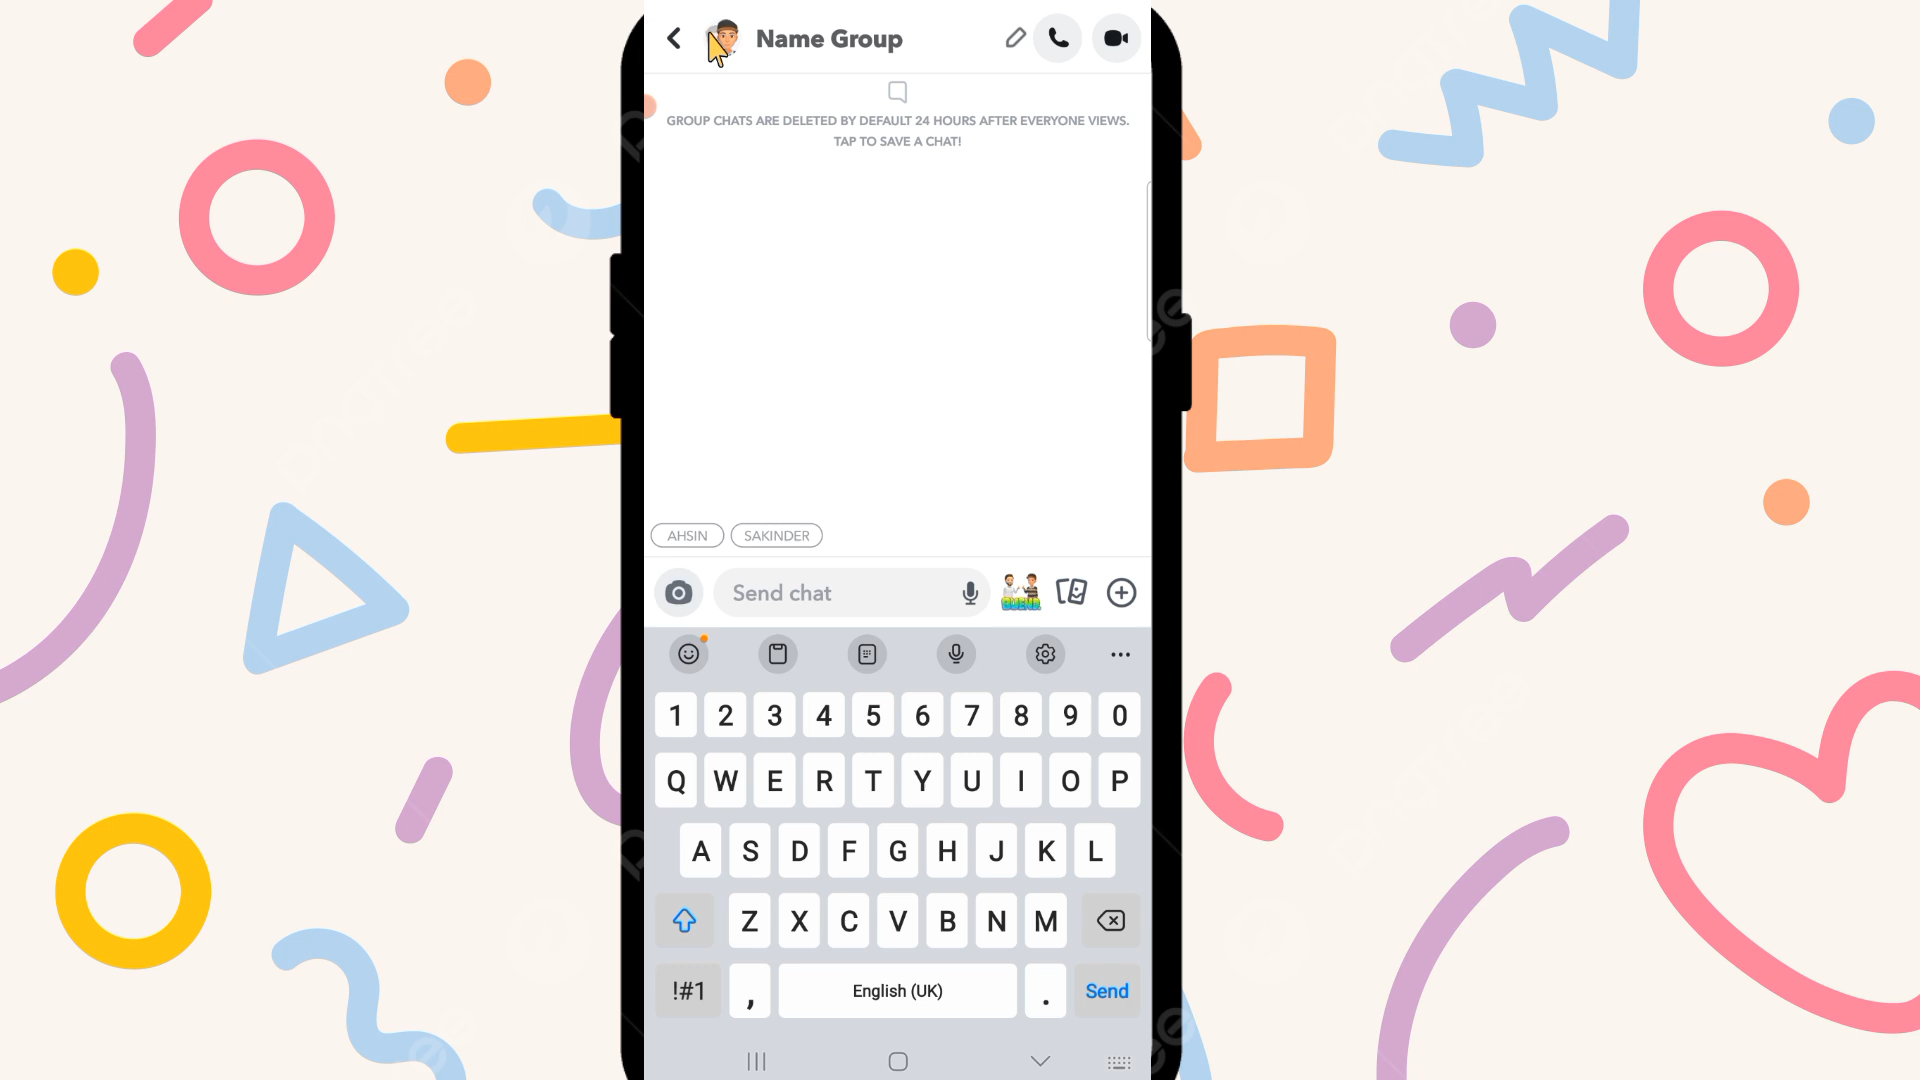 Name Group
GROUP CHATS ARE DELETED BY DEFAULT 24 HOURS AFTER EVERYONE VIEWS.
TAP TO SAVE A CHAT!
AHSIN SAKINDER
Send chat
1 2 3 4 5 6 7 8 9 0
Q W E R T Y U I O P
A S D F G H J K L
Z X C V B N M
!#1 , English (UK) . Send